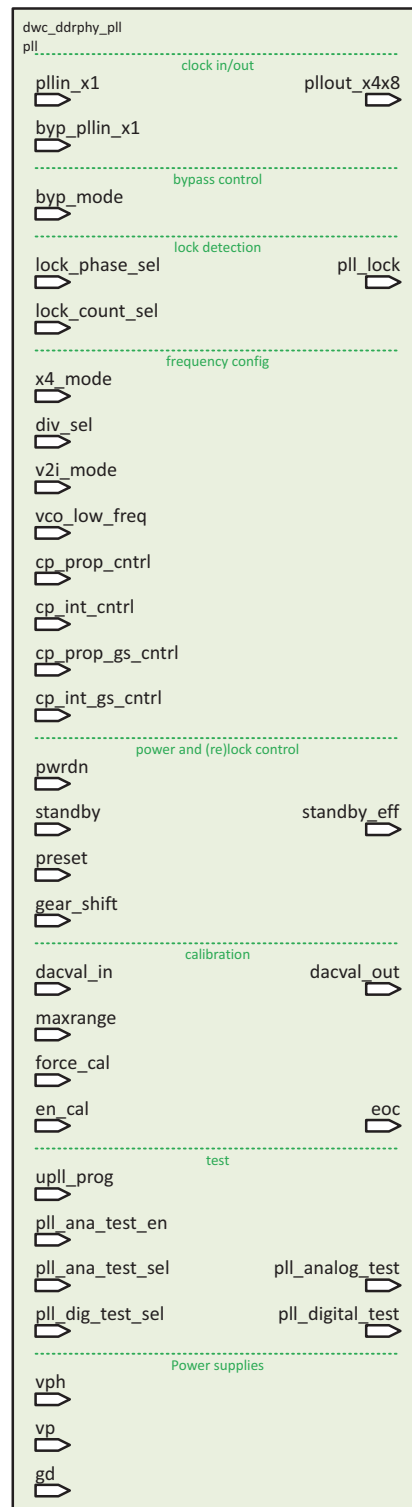 dwc_ddrphy_pll
pll
clock in/out
pllin_x1 pllout_x4x8
byp_pllin_x1
bypass control
byp_mode
lock detection
lock_phase_sel pll_lock
lock_count_sel
frequency config
x4_mode
div_sel
v2i_mode
vco_low_freq
cp_prop_cntrl
cp_int_cntrl
cp_prop_gs_cntrl
cp_int_gs_cntrl
power and (re)lock control
pwrdn
standby standby_eff
preset
gear_shift
calibration
dacval_in dacval_out
maxrange
force_cal
en_cal eoc
test
upll_prog
pll_ana_test_en
pll_ana_test_sel pll_analog_test
pll_dig_test_sel pll_digital_test
Power supplies
vph
vp
gd